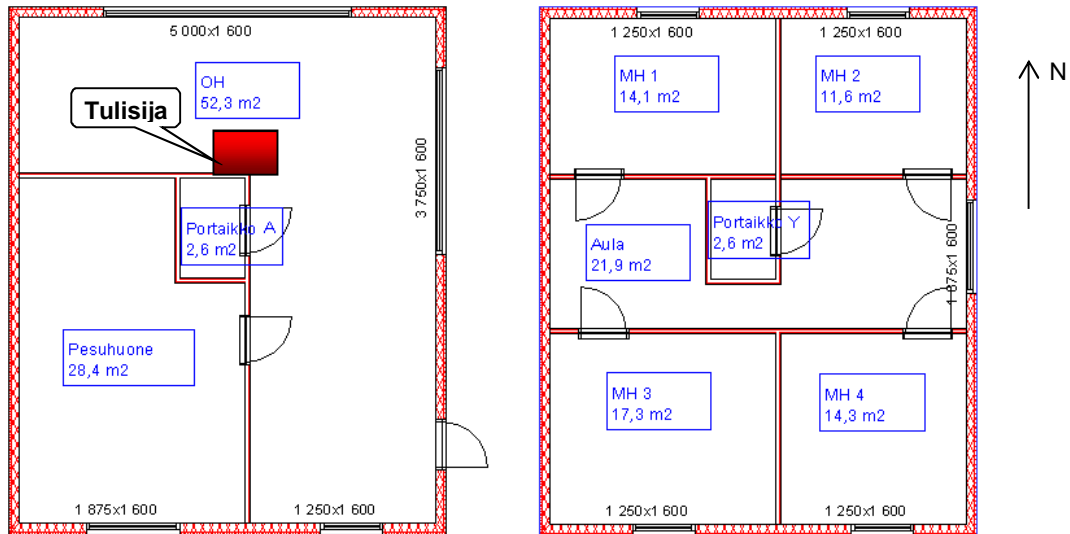 5 000x1 600
OH
52,3 m2
Tulisija
3 750x1 600
Portaikko A
2,6 m2
Pesuhuone
28,4 m2
1 875x1 600
1 250x1 600
1 250x1 600
1 250x1 600
MH 1
14,1 m2
MH 2
11,6 m2
N
Portaikko Y
2,6 m2
Aula
21,9 m2
1 875x1 600
MH 3
17,3 m2
MH 4
14,3 m2
1 250x1 600
1 250x1 600